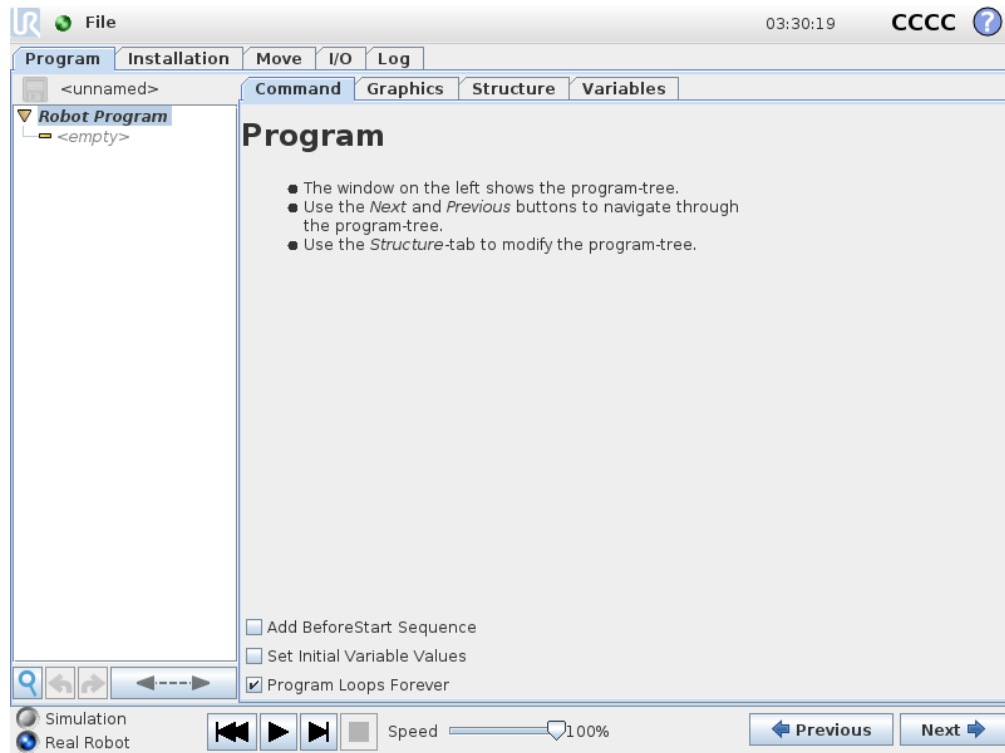 UR File 03:30:19 CCCC ?
Program Installation Move I/O Log
<unnamed> Command Graphics Structure Variables
Robot Program
<empty>
Program
The window on the left shows the program-tree.
Use the Next and Previous buttons to navigate through
the program-tree.
Use the Structure-tab to modify the program-tree.
Add BeforeStart Sequence
Set Initial Variable Values
Program Loops Forever
Simulation
Real Robot
Speed 100%
Previous Next